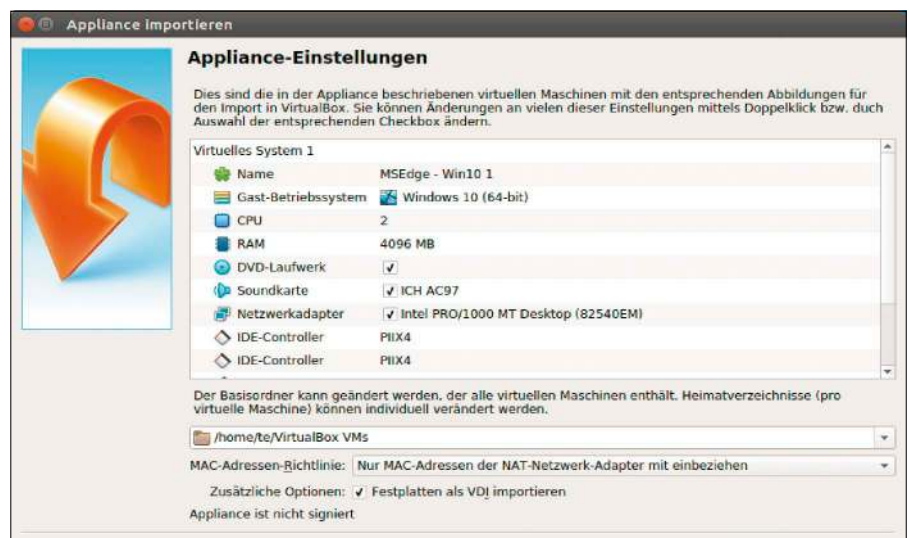 Appliance importieren
Appliance-Einstellungen
Dies sind die in der Appliance beschriebenen virtuellen Maschinen mit den entsprechenden Abbildungen für
den Import in VirtualBox. Sie können Änderungen an vielen dieser Einstellungen mittels Doppelklick bzw. duch
Auswahl der entsprechenden Checkbox ändern.
Virtuelles System 1
Name MSEdge - Win10 1
Gast-Betriebssystem Windows 10 (64-bit)
CPU 2
RAM 4096 MB
DVD-Laufwerk
Soundkarte ICH AC97
Netzwerkadapter Intel PRO/1000 MT Desktop (82540EM)
IDE-Controller PIIX4
IDE-Controller PIIX4
Der Basisordner kann geändert werden, der alle virtuellen Maschinen enthält. Heimatverzeichnisse (pro
virtuelle Maschine) können individuell verändert werden.
/home/te/VirtualBox VMs
MAC-Adressen-Richtlinie: Nur MAC-Adressen der NAT-Netzwerk-Adapter mit einbeziehen
Zusätzliche Optionen: Festplatten als VDI importieren
Appliance ist nicht signiert